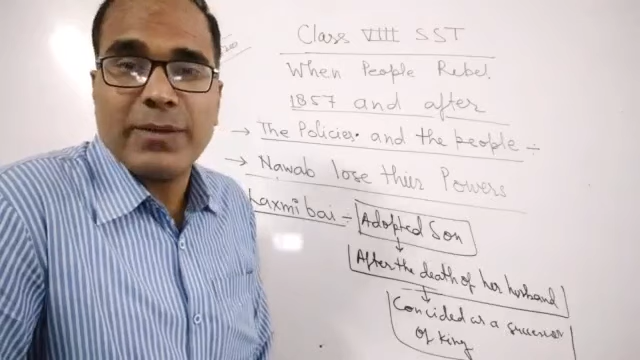 Class VIII SST
When People Rebel
1857 and after
→ The Policies and the people ÷
→ Nawab lose their Powers
Laxmi bai ÷ Adopted Son
↓
After the death of her husband
↓
Concided as a successor
of king